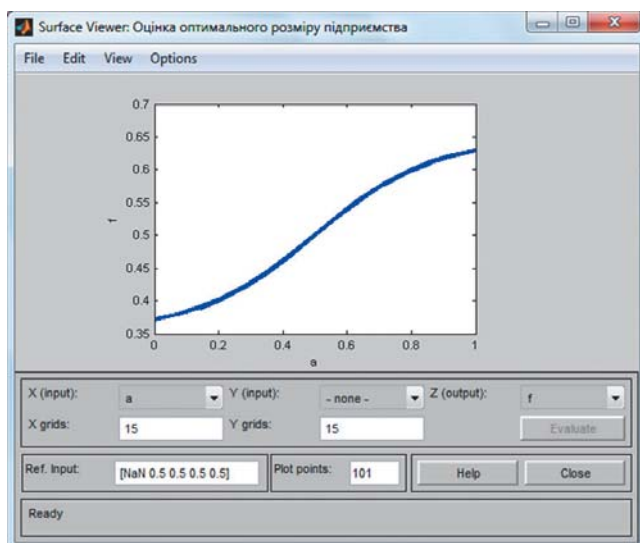 Surface Viewer: Оцінка оптимального розміру підприємства
File Edit View Options
0.7
0.65
0.6
0.55
f
0.5
0.45
0.4
0.35
0 0.2 0.4 0.6 0.8 1
a
X (input): a Y (input): - none - Z (output): f
X grids: 15 Y grids: 15 Evaluate
Ref. Input: [NaN 0.5 0.5 0.5 0.5] Plot points: 101 Help Close
Ready